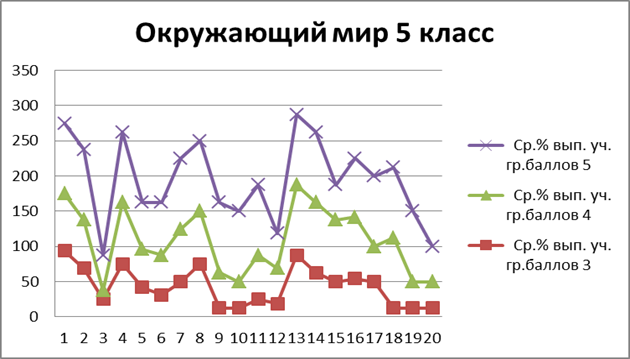 Окружающий мир 5 класс
350
300
250
200
150
100
50
0
1 2 3 4 5 6 7 8 9 10 11 12 13 14 15 16 17 18 19 20
Ср.% вып. уч.
гр.баллов 5
Ср.% вып. уч.
гр.баллов 4
Ср.% вып. уч.
гр.баллов 3